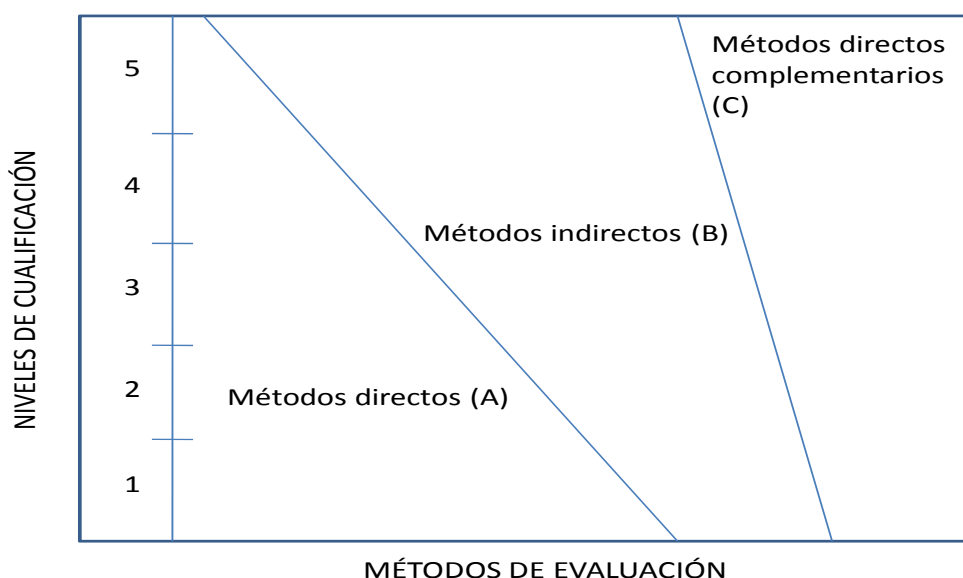 NIVELES DE CUALIFICACIÓN
5
4
3
2
1
Métodos directos (A)
Métodos indirectos (B)
Métodos directos
complementarios
(C)
MÉTODOS DE EVALUACIÓN